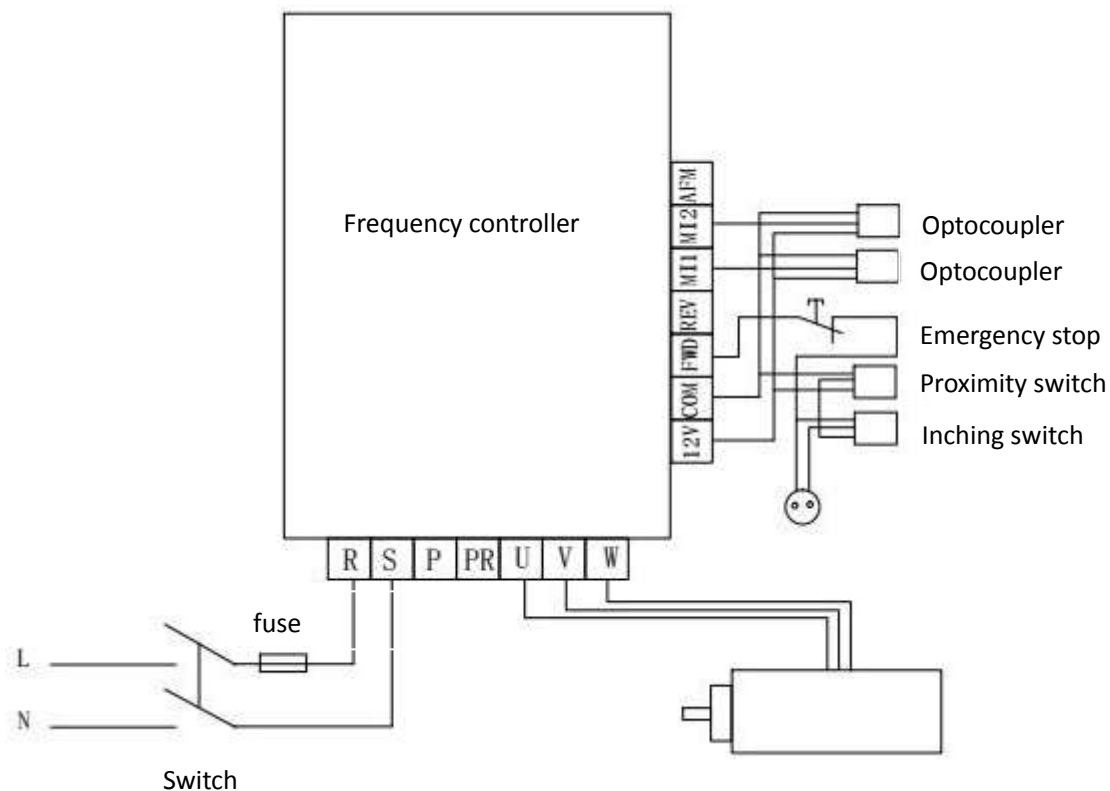 Frequency controller
AFM
MI2
MI1
REV
FWD
COM
12V
Optocoupler
Optocoupler
Emergency stop
Proximity switch
Inching switch
R S P PR U V W
fuse
L
N
Switch